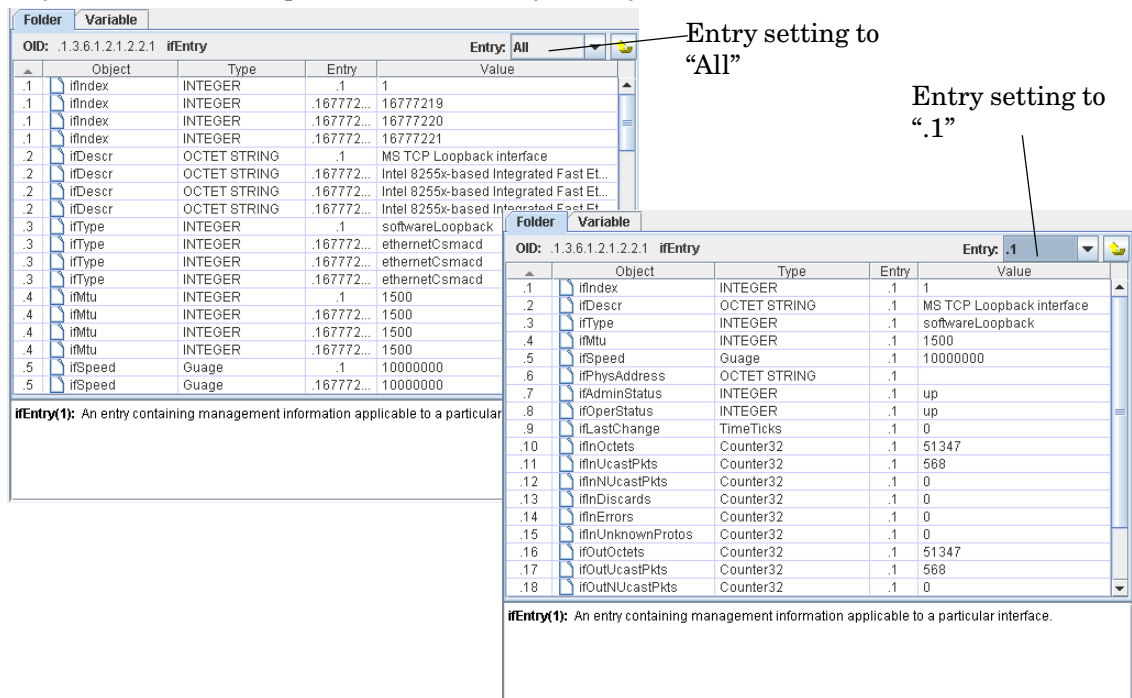 Folder Variable
OID: .1.3.6.1.2.1.2.2.1 ifEntry Entry: All
Object Type Entry Value
.1 ifIndex INTEGER .1 1
.1 ifIndex INTEGER .167772... 16777219
.1 ifIndex INTEGER .167772... 16777220
.1 ifIndex INTEGER .167772... 16777221
.2 ifDescr OCTET STRING .1 MS TCP Loopback interface
.2 ifDescr OCTET STRING .167772... Intel 8255x-based Integrated Fast Et...
.2 ifDescr OCTET STRING .167772... Intel 8255x-based Integrated Fast Et...
.2 ifDescr OCTET STRING .167772... Intel 8255x-based Integrated Fast Et...
.3 ifType INTEGER .1 softwareLoopback
.3 ifType INTEGER .167772... ethernetCsmacd
.3 ifType INTEGER .167772... ethernetCsmacd
.3 ifType INTEGER .167772... ethernetCsmacd
.4 ifMtu INTEGER .1 1500
.4 ifMtu INTEGER .167772... 1500
.4 ifMtu INTEGER .167772... 1500
.4 ifMtu INTEGER .167772... 1500
.5 ifSpeed Guage .1 10000000
.5 ifSpeed Guage .167772... 10000000
ifEntry(1): An entry containing management information applicable to a particular
Entry setting to
“All”
Entry setting to
“.1”
Folder Variable
OID: .1.3.6.1.2.1.2.2.1 ifEntry Entry: .1
Object Type Entry Value
.1 ifIndex INTEGER .1 1
.2 ifDescr OCTET STRING .1 MS TCP Loopback interface
.3 ifType INTEGER .1 softwareLoopback
.4 ifMtu INTEGER .1 1500
.5 ifSpeed Guage .1 10000000
.6 ifPhysAddress OCTET STRING .1
.7 ifAdminStatus INTEGER .1 up
.8 ifOperStatus INTEGER .1 up
.9 ifLastChange TimeTicks .1 0
.10 ifInOctets Counter32 .1 51347
.11 ifInUcastPkts Counter32 .1 568
.12 ifInNUcastPkts Counter32 .1 0
.13 ifInDiscards Counter32 .1 0
.14 ifInErrors Counter32 .1 0
.15 ifInUnknownProtos Counter32 .1 0
.16 ifOutOctets Counter32 .1 51347
.17 ifOutUcastPkts Counter32 .1 568
.18 ifOutNUcastPkts Counter32 .1 0
ifEntry(1): An entry containing management information applicable to a particular interface.